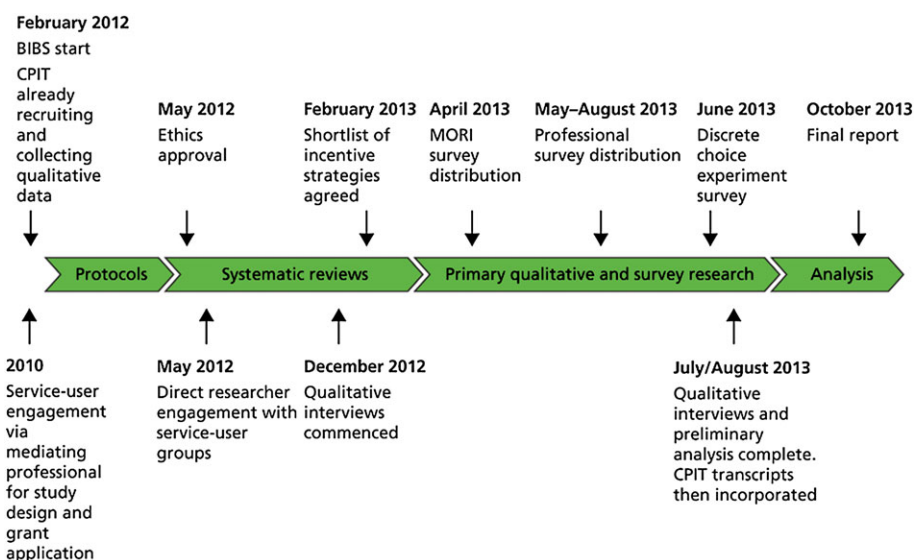 February 2012
BIBS start
CPIT
already
recruiting
and
collecting
qualitative
data
May 2012
Ethics
approval
February 2013
Shortlist of
incentive
strategies
agreed
April 2013
MORI
survey
distribution
May–August 2013
Professional
survey distribution
June 2013
Discrete
choice
experiment
survey
October 2013
Final report
Protocols
Systematic reviews
Primary qualitative and survey research
Analysis
2010
Service-user
engagement
via
mediating
professional
for study
design and
grant
application
May 2012
Direct researcher
engagement with
service-user
groups
December 2012
Qualitative
interviews
commenced
July/August 2013
Qualitative
interviews and
preliminary
analysis complete.
CPIT transcripts
then incorporated